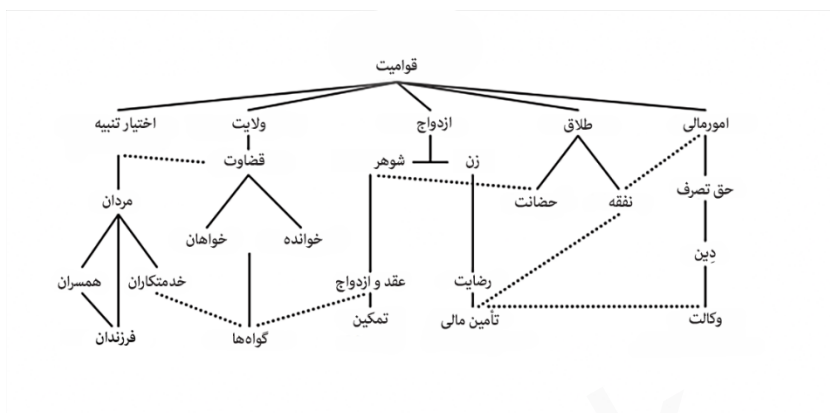 قوامیت
امورمالی
طلاق
ازدواج
ولایت
اختیار تنبیه
زن
شوهر
قضاوت
حق تصرف
نفقه
حضانت
مردان
خوانده
خواهان
دِین
رضایت
عقد و ازدواج
خدمتکاران
همسران
وکالت
تأمین مالی
تمکین
گواه‌ها
فرزندان